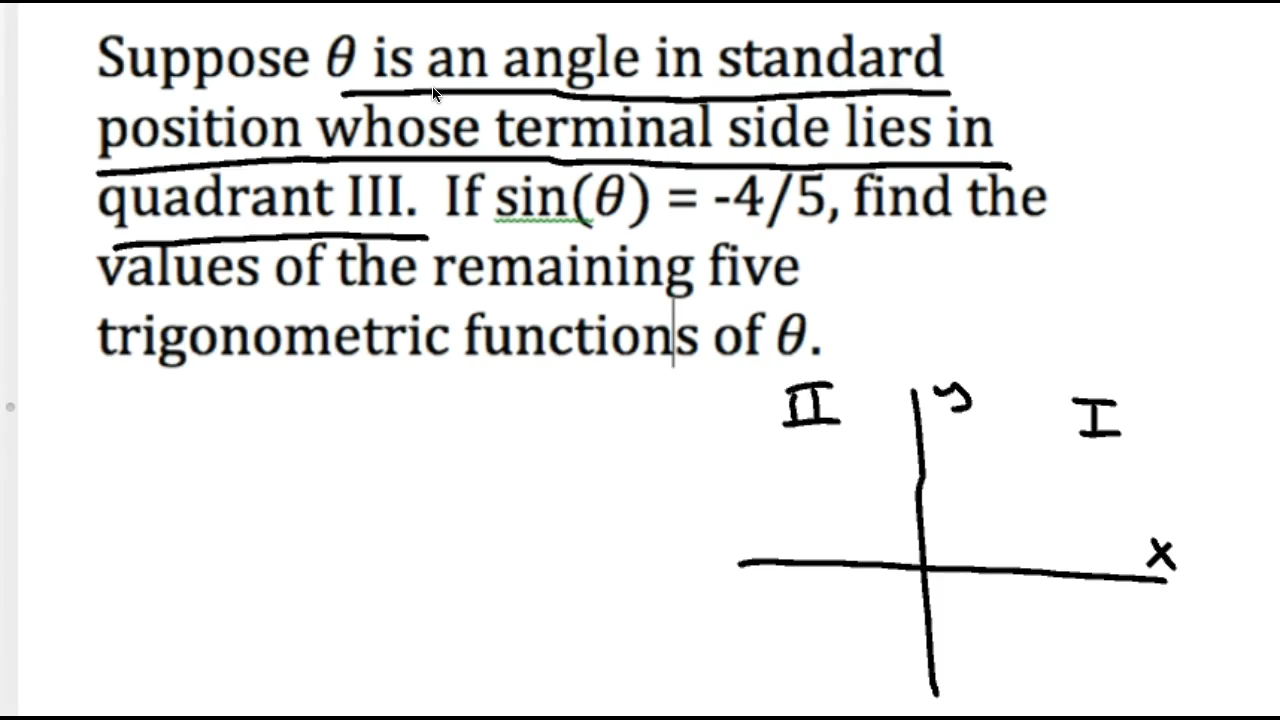 Suppose θ is an angle in standard
position whose terminal side lies in
quadrant III. If sin(θ) = -4/5, find the
values of the remaining five
trigonometric functions of θ.
II y I
x